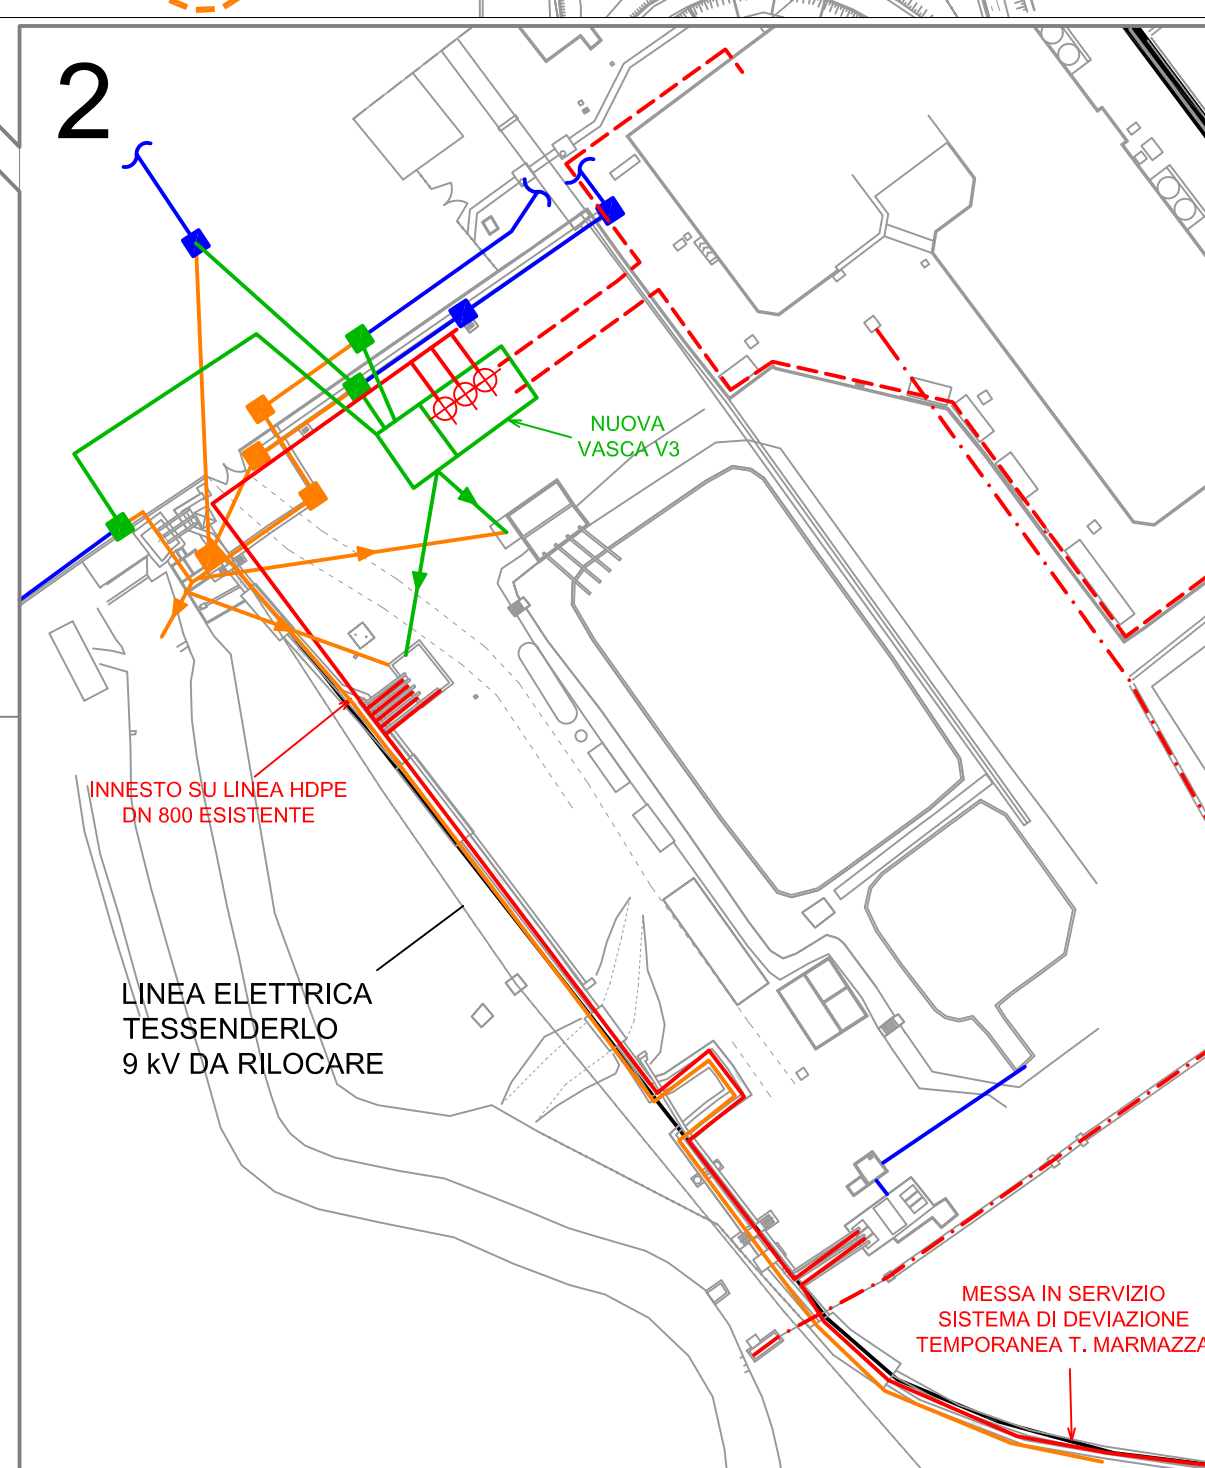 2
NUOVA
VASCA V3
INNESTO SU LINEA HDPE
DN 800 ESISTENTE
LINEA ELETTRICA
TESSENDERLO
9 kV DA RILOCARE
MESSA IN SERVIZIO
SISTEMA DI DEVIAZIONE
TEMPORANEA T. MARMAZZA